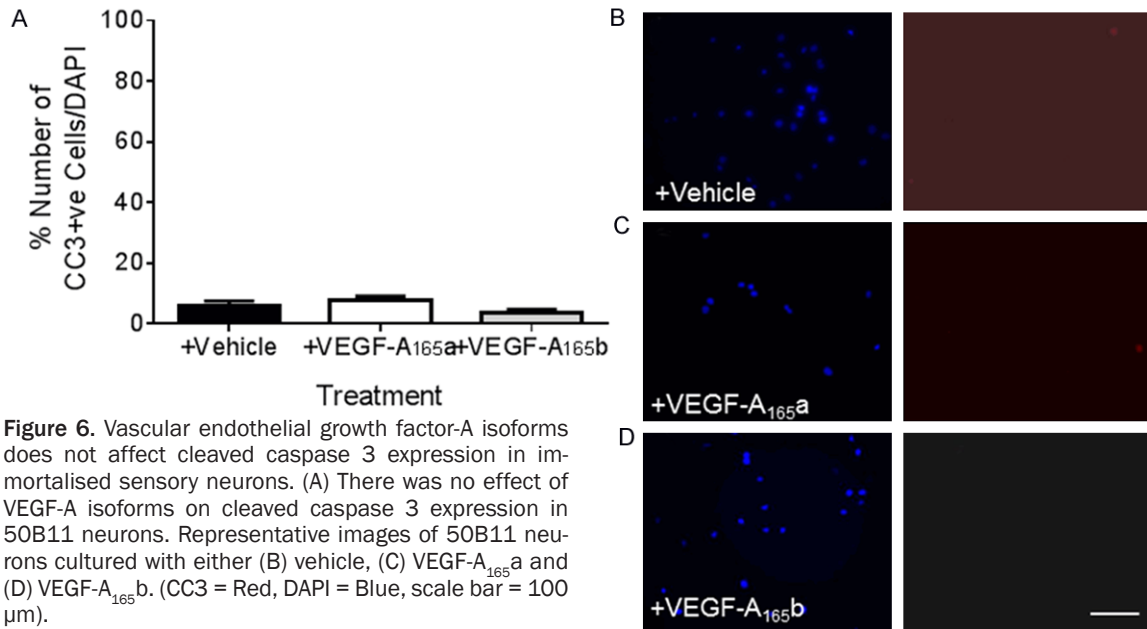 A
% Number of
CC3+ve Cells/DAPI
100
80
60
40
20
0
+Vehicle
+VEGF-A165a
+VEGF-A165b
Treatment
Figure 6. Vascular endothelial growth factor-A isoforms
does not affect cleaved caspase 3 expression in im-
mortalised sensory neurons. (A) There was no effect of
VEGF-A isoforms on cleaved caspase 3 expression in
50B11 neurons. Representative images of 50B11 neu-
rons cultured with either (B) vehicle, (C) VEGF-A165a and
(D) VEGF-A165b. (CC3 = Red, DAPI = Blue, scale bar = 100
µm).
B
+Vehicle
C
+VEGF-A165a
D
+VEGF-A165b